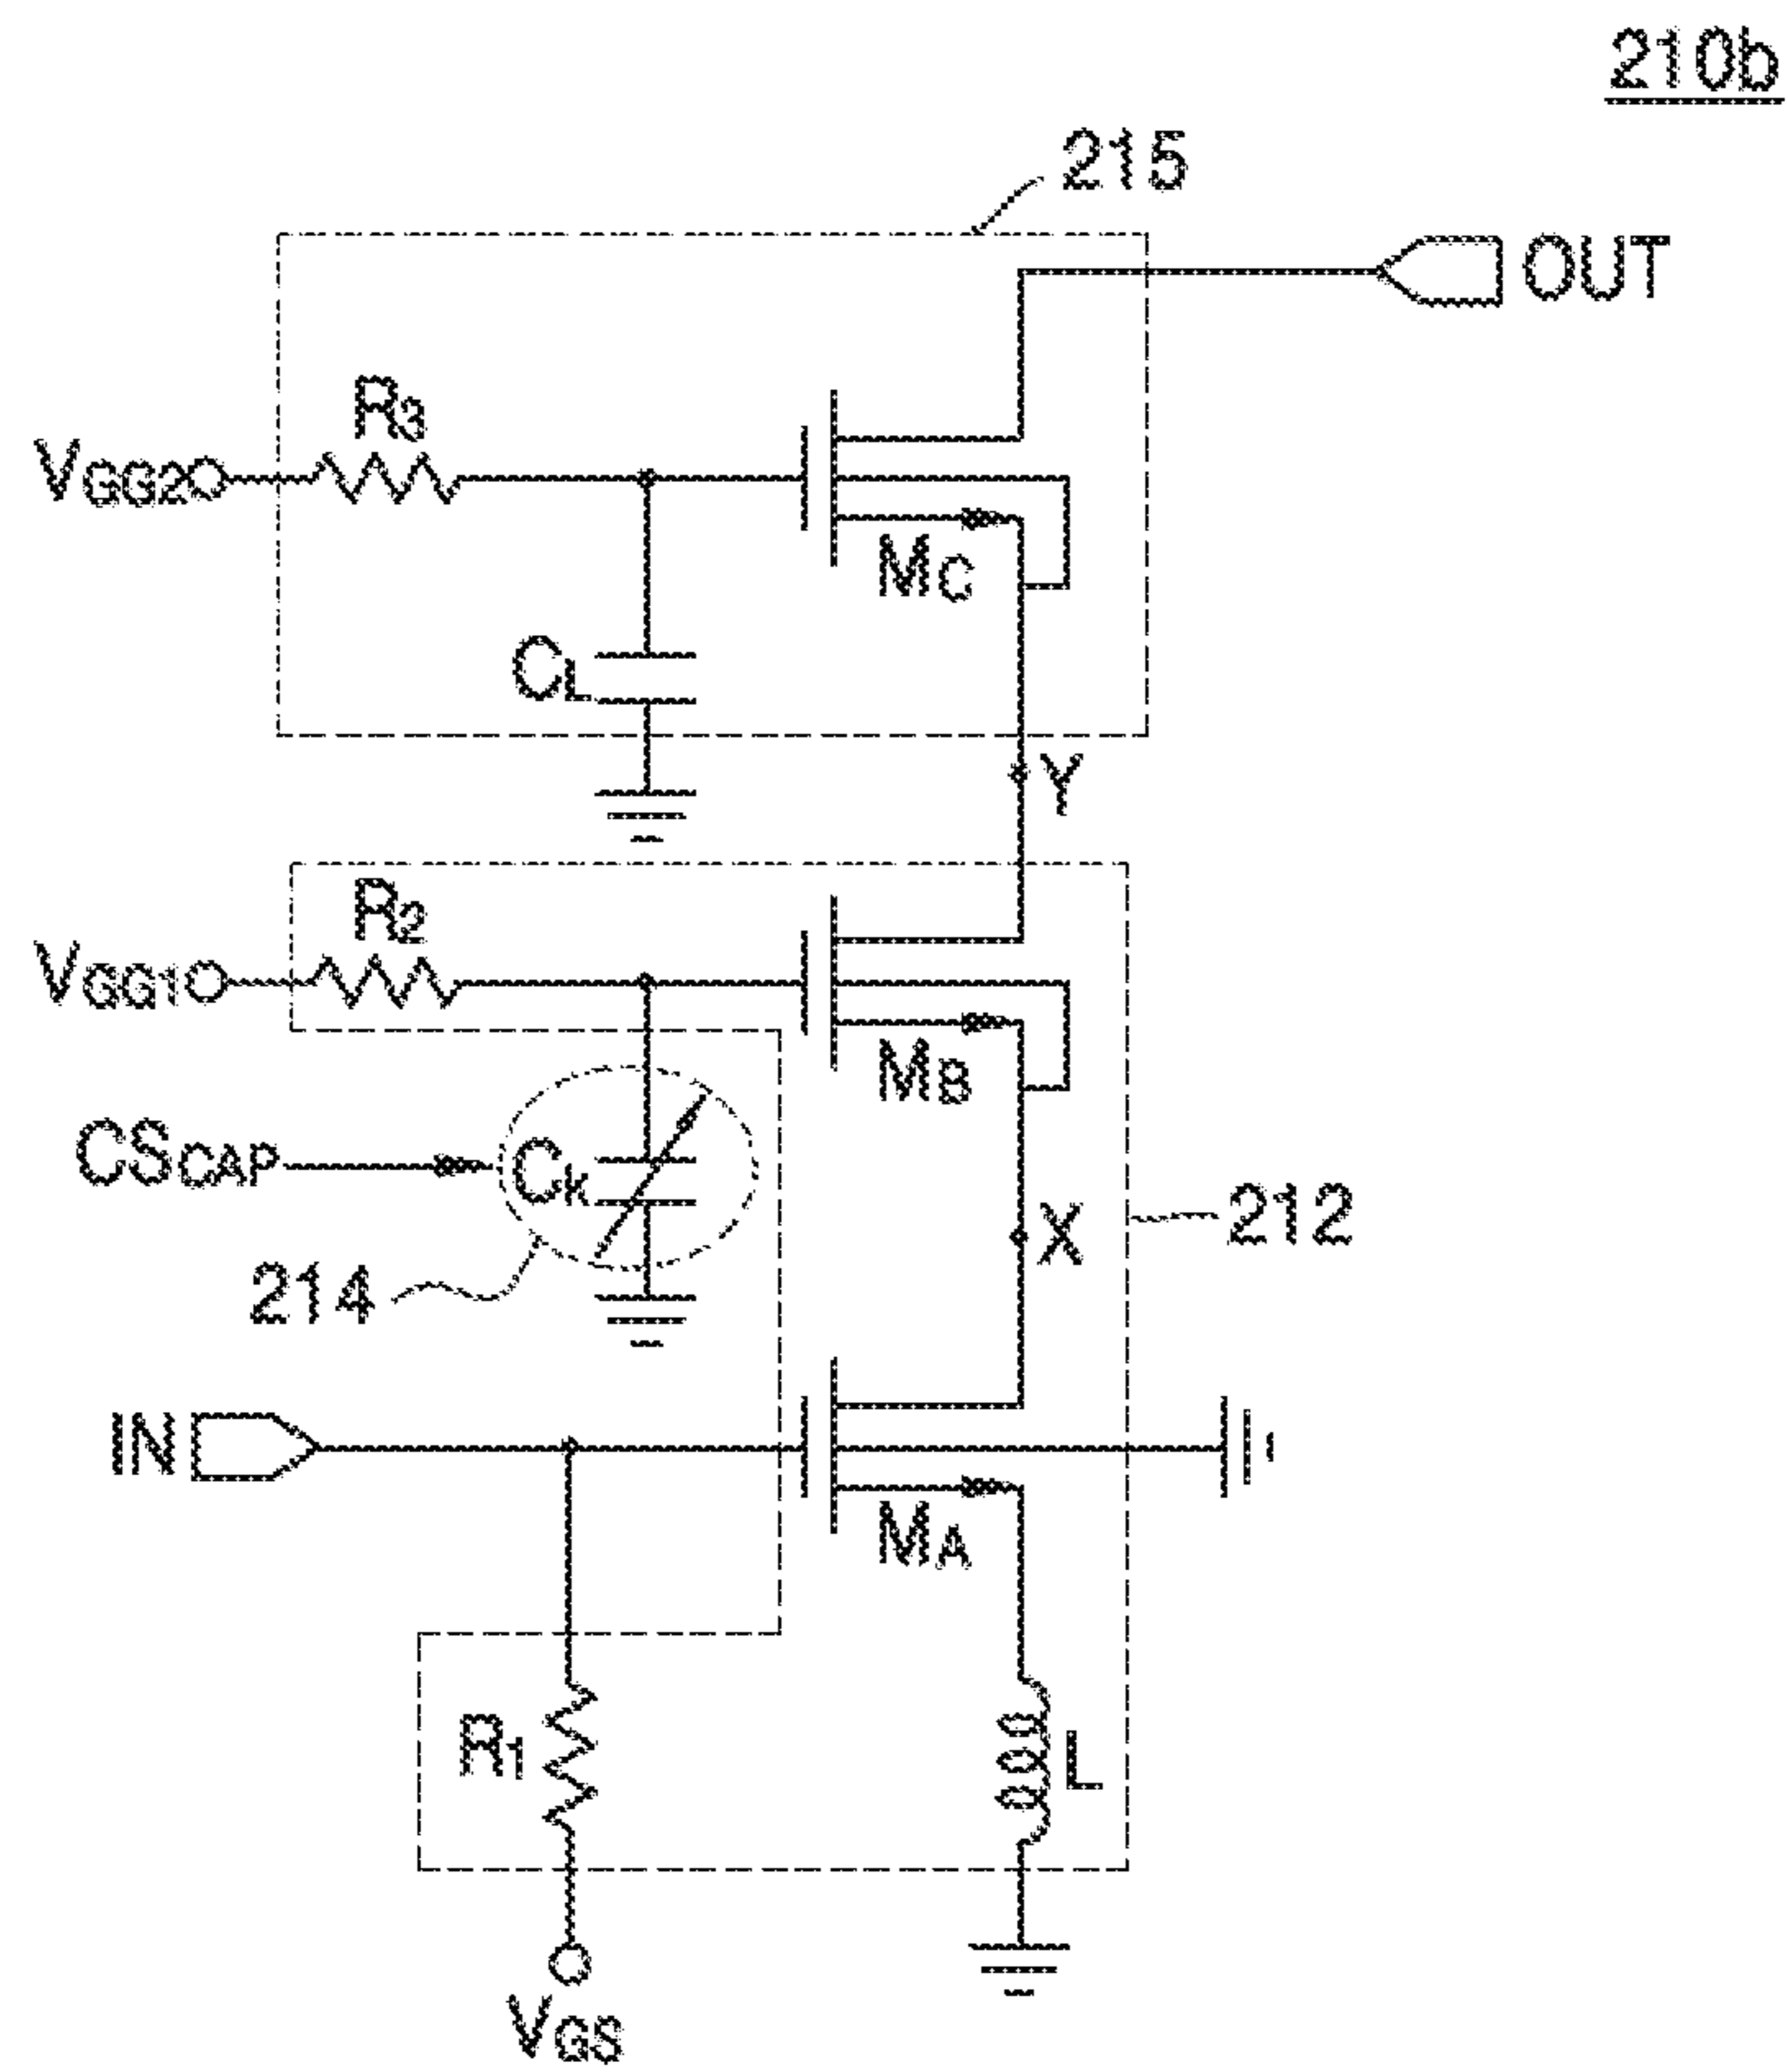 210b
215
OUT
R3
VGG2
MC
CL
Y
R2
VGG1
MB
CSCAP
Ck
X
212
214
IN
MA
R1
L
VGS